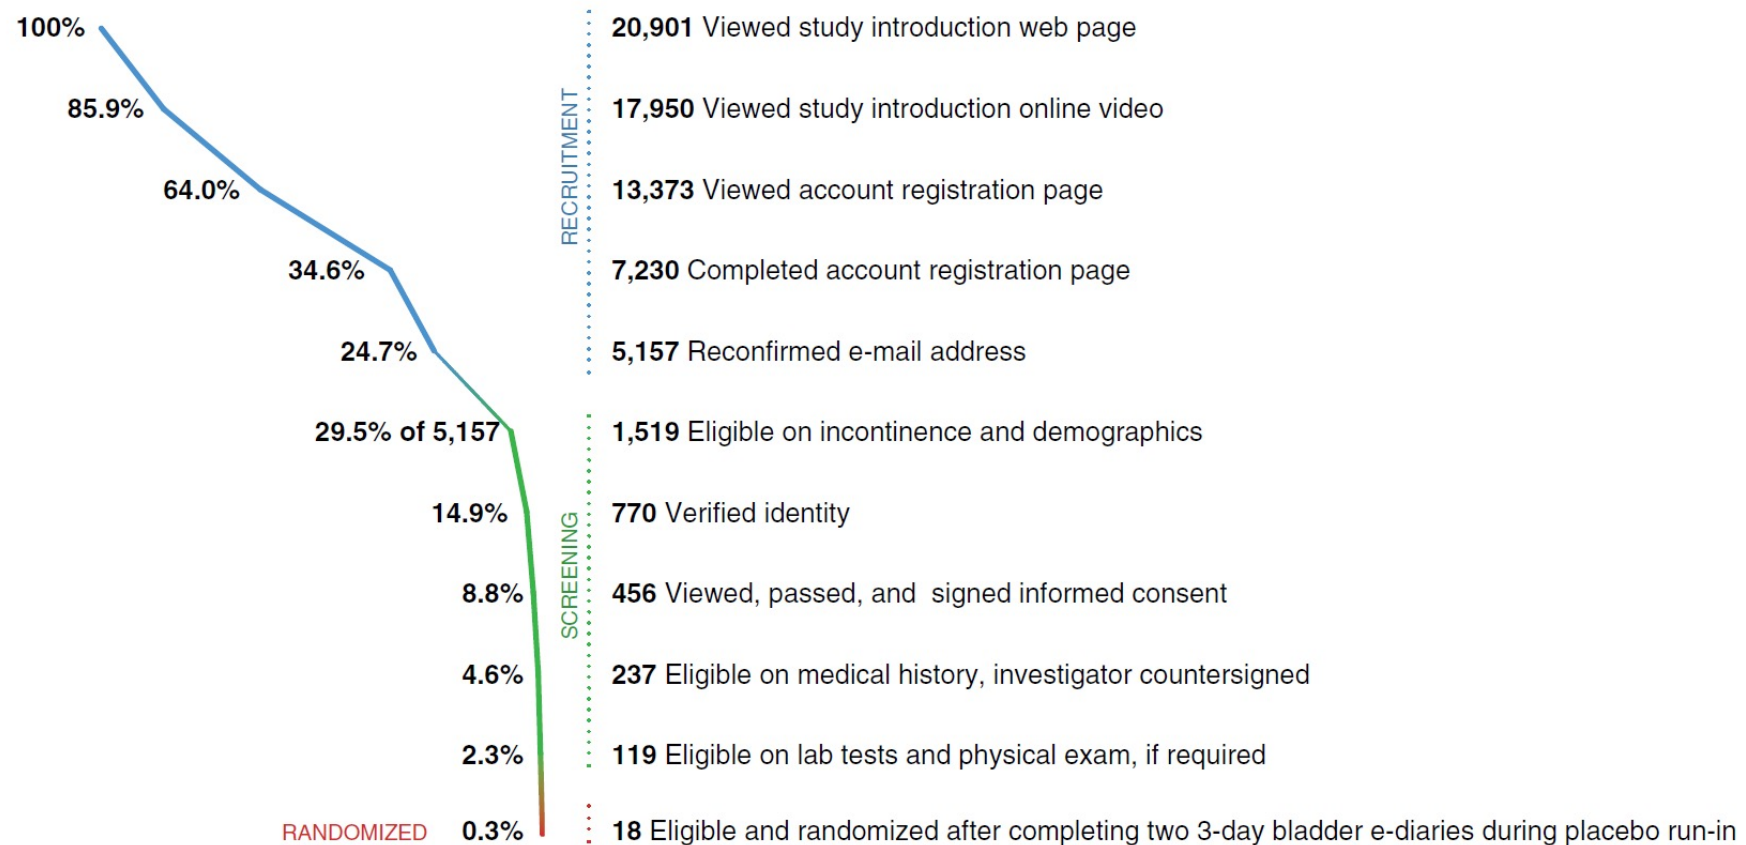 100% 20,901 Viewed study introduction web page
85.9% 17,950 Viewed study introduction online video
64.0% 13,373 Viewed account registration page
RECRUITMENT
34.6% 7,230 Completed account registration page
24.7% 5,157 Reconfirmed e-mail address
29.5% of 5,157 1,519 Eligible on incontinence and demographics
14.9% 770 Verified identity
SCREENING
8.8% 456 Viewed, passed, and signed informed consent
4.6% 237 Eligible on medical history, investigator countersigned
2.3% 119 Eligible on lab tests and physical exam, if required
RANDOMIZED 0.3% 18 Eligible and randomized after completing two 3-day bladder e-diaries during placebo run-in